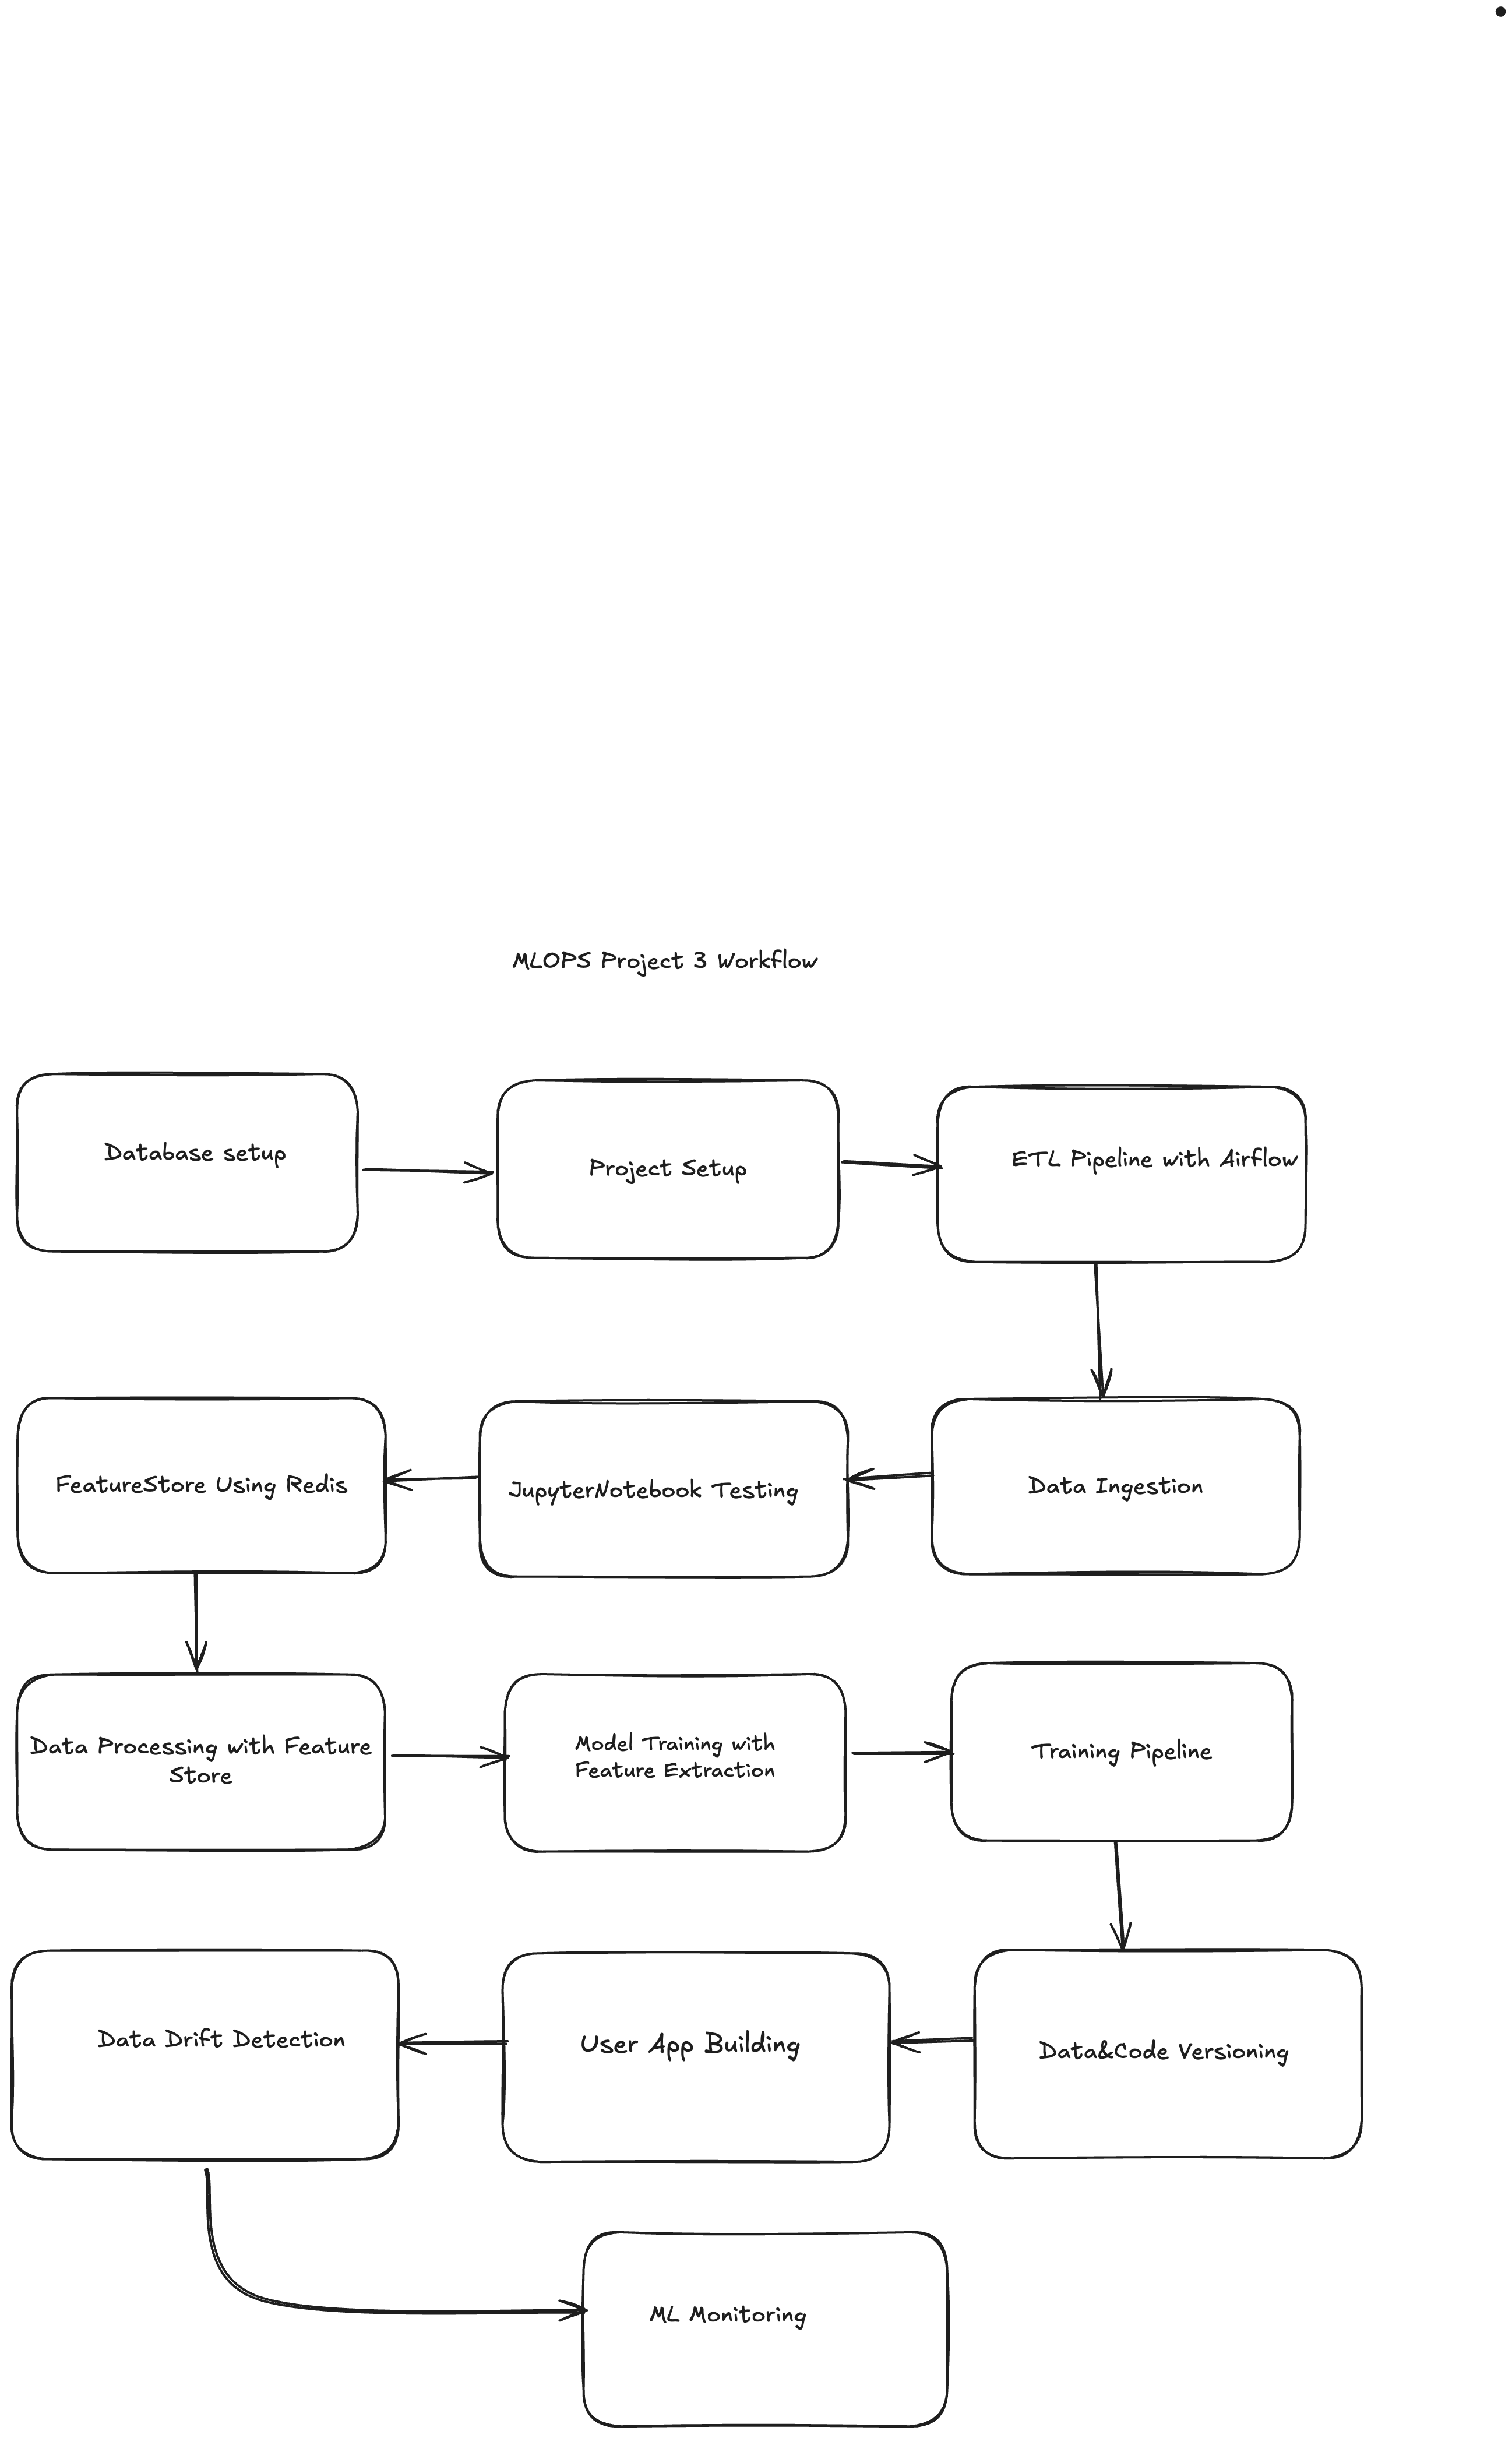 MLOPS Project 3 Workflow
Database setup
Project Setup
ETL Pipeline with Airflow
FeatureStore Using Redis
JupyterNotebook Testing
Data Ingestion
Data Processing with Feature
Store
Model Training with
Feature Extraction
Training Pipeline
Data Drift Detection
User App Building
Data&Code Versioning
ML Monitoring